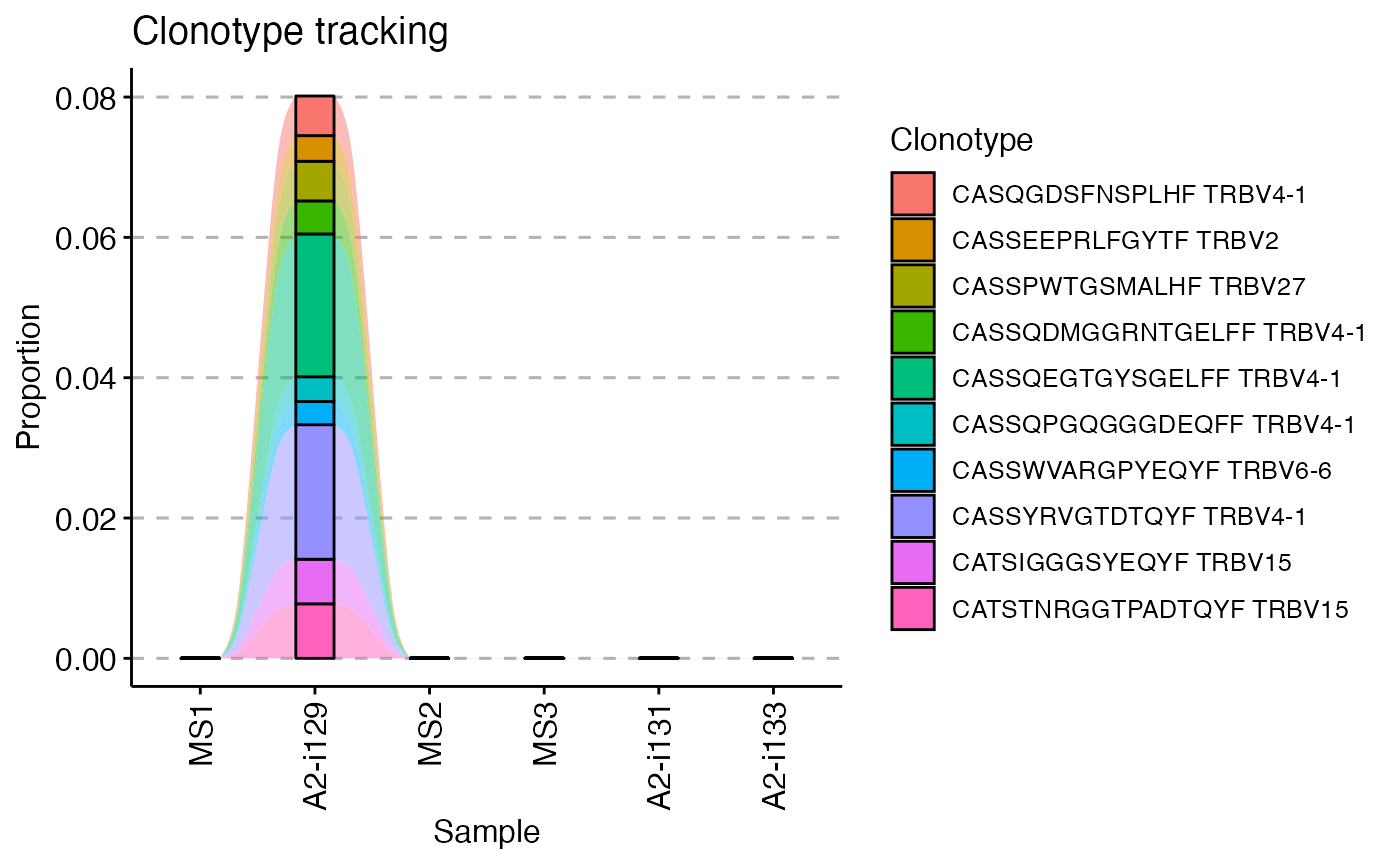 Clonotype tracking
0.08
0.06
0.04
0.02
0.00
Proportion
MS1
A2-i129
MS2
MS3
A2-i131
A2-i133
Sample
Clonotype
CASQGDSFNSPLHF TRBV4-1
CASSEEPRLFGYTF TRBV2
CASSPWTGSMALHF TRBV27
CASSQDMGGRNTGELFF TRBV4-1
CASSQEGTGYSGELFF TRBV4-1
CASSQPGQGGGDEQFF TRBV4-1
CASSWVARGPYEQYF TRBV6-6
CASSYRVGTDTQYF TRBV4-1
CATSIGGGSYEQYF TRBV15
CATSTNRGGTPADTQYF TRBV15